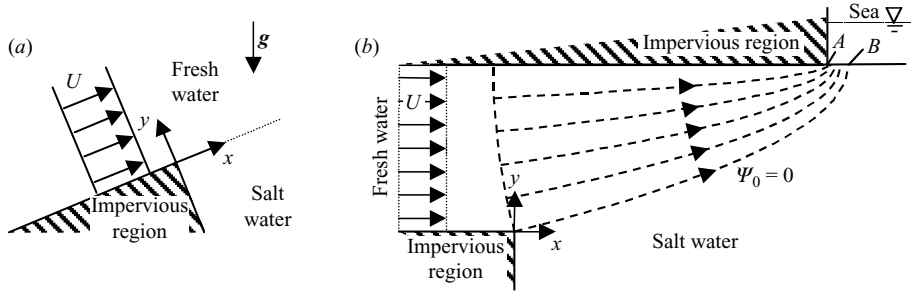 (a)
g
U
Fresh
water
y
x
Salt
water
Impervious
region
(b)
Sea
Impervious region
A
B
Fresh water
U
y
x
Ψ0 = 0
Impervious
region
Salt water